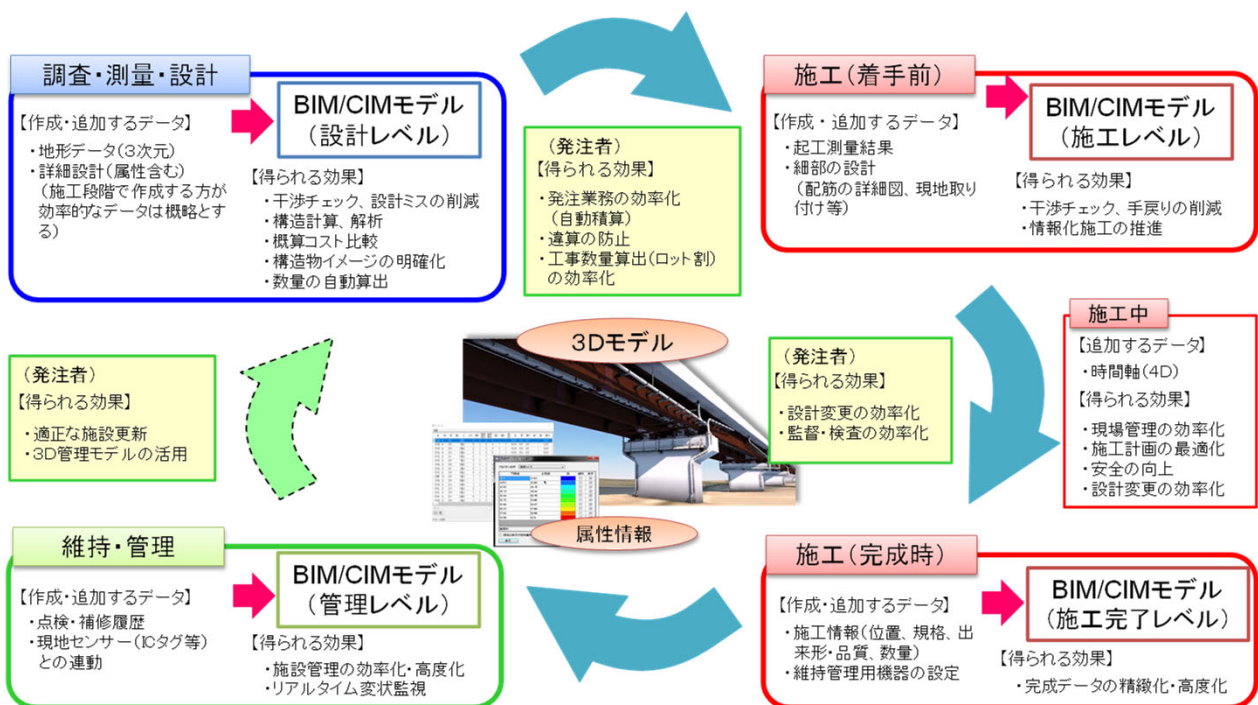 調査・測量・設計
BIM/CIMモデル
（設計レベル）
【作成・追加するデータ】
・地形データ（３次元）
・詳細設計（属性含む）
（施工段階で作成する方が
効率的なデータは概略とす
る）
【得られる効果】
・干渉チェック、設計ミスの削減
・構造計算、解析
・概算コスト比較
・構造物イメージの明確化
・数量の自動算出
（発注者）
【得られる効果】
・発注業務の効率化
（自動積算）
・違算の防止
・工事数量算出（ロット割）
の効率化
施工（着手前）
BIM/CIMモデル
（施工レベル）
【作成・追加するデータ】
・起工測量結果
・細部の設計
（配筋の詳細図、現地取り
付け等）
【得られる効果】
・干渉チェック、手戻りの削減
・情報化施工の推進
施工中
【追加するデータ】
・時間軸（４D）
【得られる効果】
・現場管理の効率化
・施工計画の最適化
・安全の向上
・設計変更の効率化
（発注者）
【得られる効果】
・設計変更の効率化
・監督・検査の効率化
３Dモデル
属性情報
（発注者）
【得られる効果】
・適正な施設更新
・３D管理モデルの活用
施工（完成時）
BIM/CIMモデル
（施工完了レベル）
【作成・追加するデータ】
・施工情報（位置、規格、出
来形・品質、数量）
・維持管理用機器の設定
【得られる効果】
・完成データの精緻化・高度化
維持・管理
BIM/CIMモデル
（管理レベル）
【作成・追加するデータ】
・点検・補修履歴
・現地センサー（ICタグ等）
との連動
【得られる効果】
・施設管理の効率化・高度化
・リアルタイム変状監視